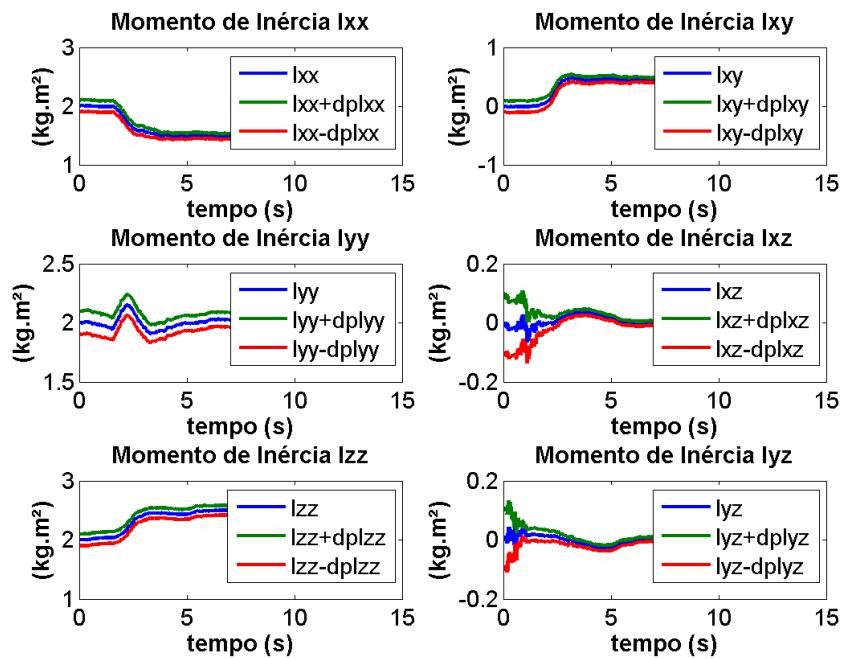 Momento de Inércia Ixx
(kg.m²)
3
2
1
Ixx
Ixx+dpIxx
Ixx-dpIxx
0
5
10
15
tempo (s)
Momento de Inércia Ixy
(kg.m²)
1
0
-1
Ixy
Ixy+dpIxy
Ixy-dpIxy
0
5
10
15
tempo (s)
Momento de Inércia Iyy
(kg.m²)
2.5
2
1.5
Iyy
Iyy+dpIyy
Iyy-dpIyy
0
5
10
15
tempo (s)
Momento de Inércia Ixz
(kg.m²)
0.2
0
-0.2
Ixz
Ixz+dpIxz
Ixz-dpIxz
0
5
10
15
tempo (s)
Momento de Inércia Izz
(kg.m²)
3
2
1
Izz
Izz+dpIzz
Izz-dpIzz
0
5
10
15
tempo (s)
Momento de Inércia Iyz
(kg.m²)
0.2
0
-0.2
Iyz
Iyz+dpIyz
Iyz-dpIyz
0
5
10
15
tempo (s)